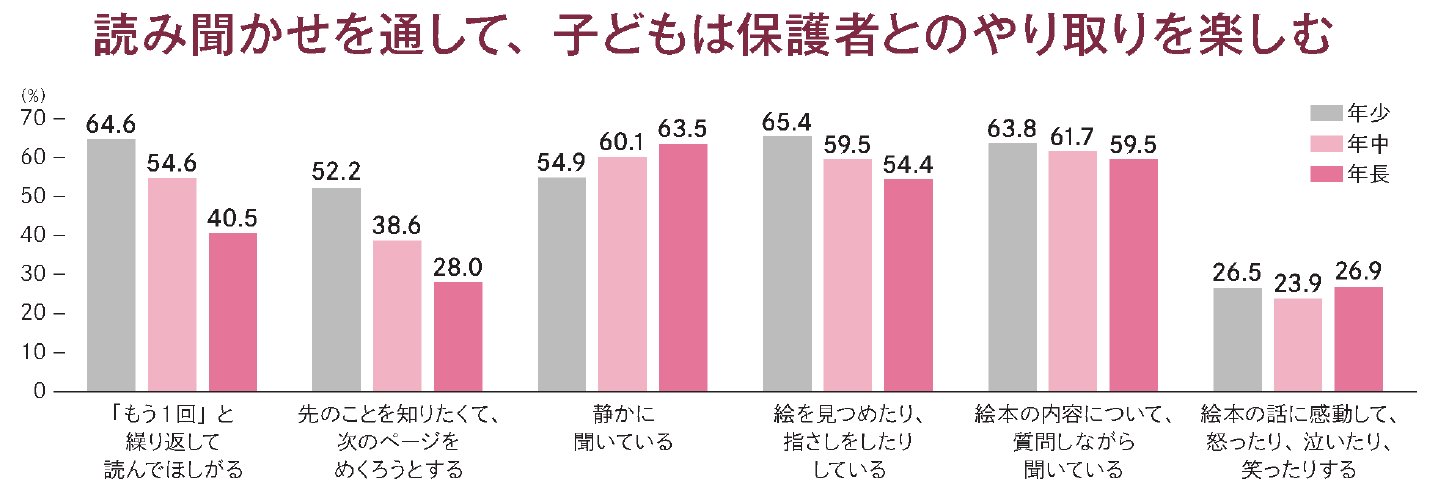 読み聞かせを通して、子どもは保護者とのやり取りを楽しむ
(%)
70
60
50
40
30
20
10
0
年少
年中
年長
64.6
54.6
40.5
52.2
38.6
28.0
54.9
60.1
63.5
65.4
59.5
54.4
63.8
61.7
59.5
26.5
23.9
26.9
「もう1回」と
繰り返して
読んでほしがる
先のことを知りたくて、
次のページを
めくろうとする
静かに
聞いている
絵を見つめたり、
指さしをしたり
している
絵本の内容について、
質問しながら
聞いている
絵本の話に感動して、
怒ったり、泣いたり、
笑ったりする